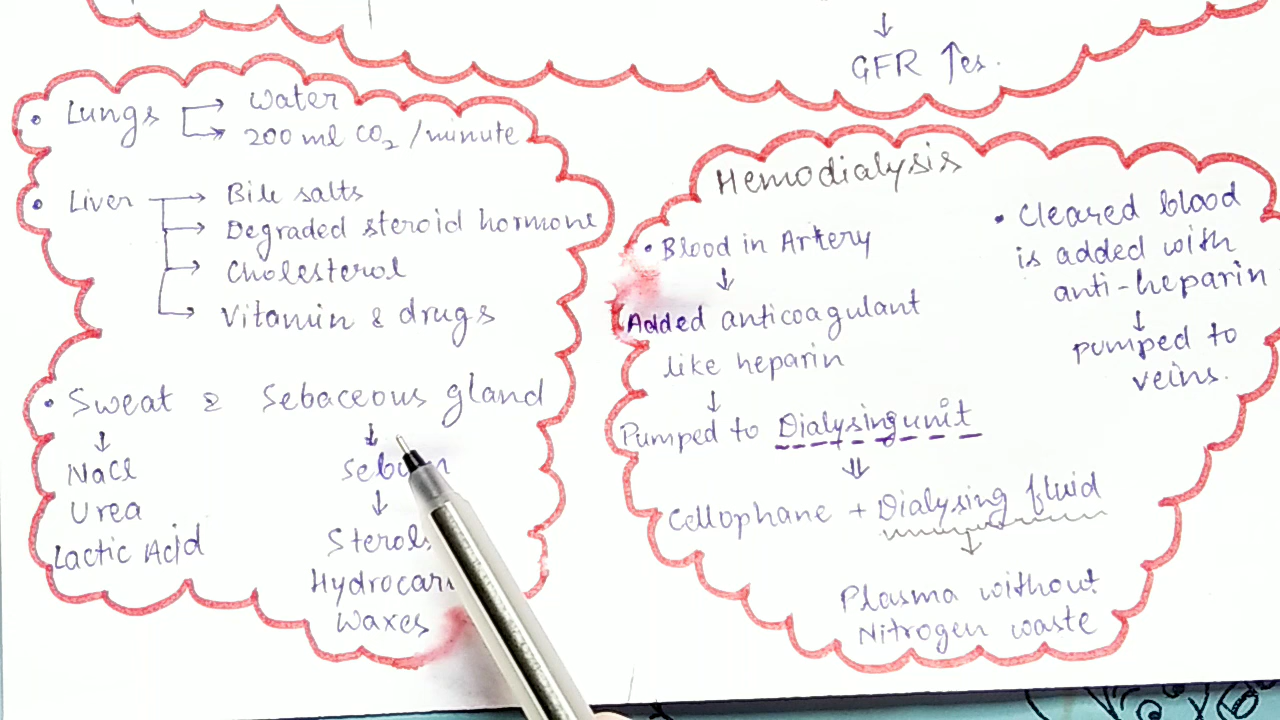 ↓
GFR ↑es.
• Lungs → Water
→ 200 ml CO₂ /minute
• Liver → Bile salts
→ Degraded steroid hormone
→ Cholesterol
→ Vitamin & drugs
• Sweat & Sebaceous gland
↓ ↓
NaCl
Urea
Lactic Acid
↓
Waxes
Hemodialysis
• Blood in Artery
↓
Added anticoagulant
like heparin
↓
Pumped to Dialysing unit
⇓
Cellophane + Dialysing fluid
↓
Plasma without
Nitrogen waste
• Cleared blood
is added with
anti-heparin
↓
pumped to
veins.